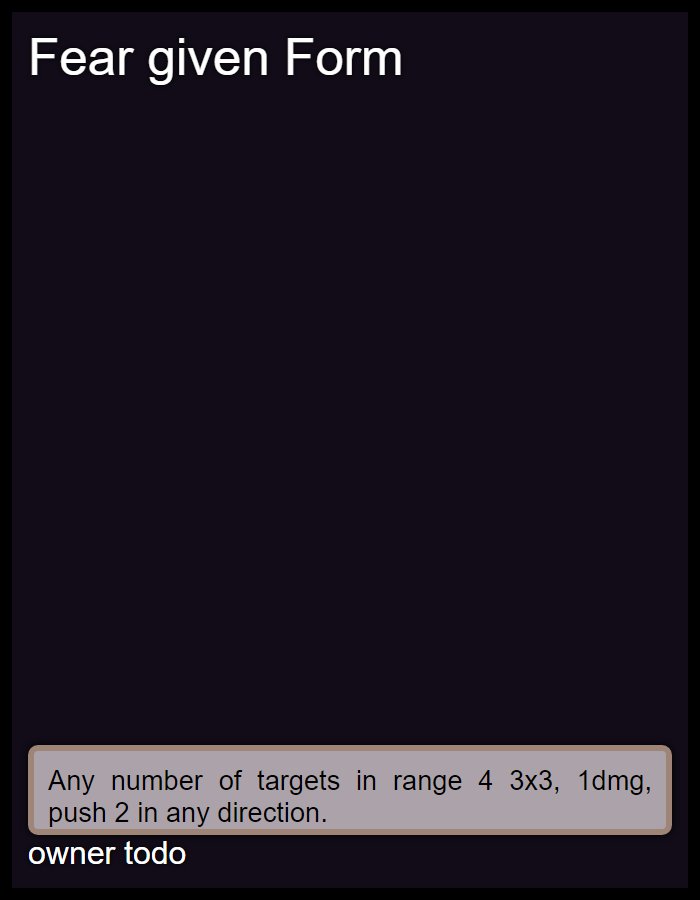 Fear given Form
Any number of targets in range 4 3x3, 1dmg,
push 2 in any direction.
owner todo